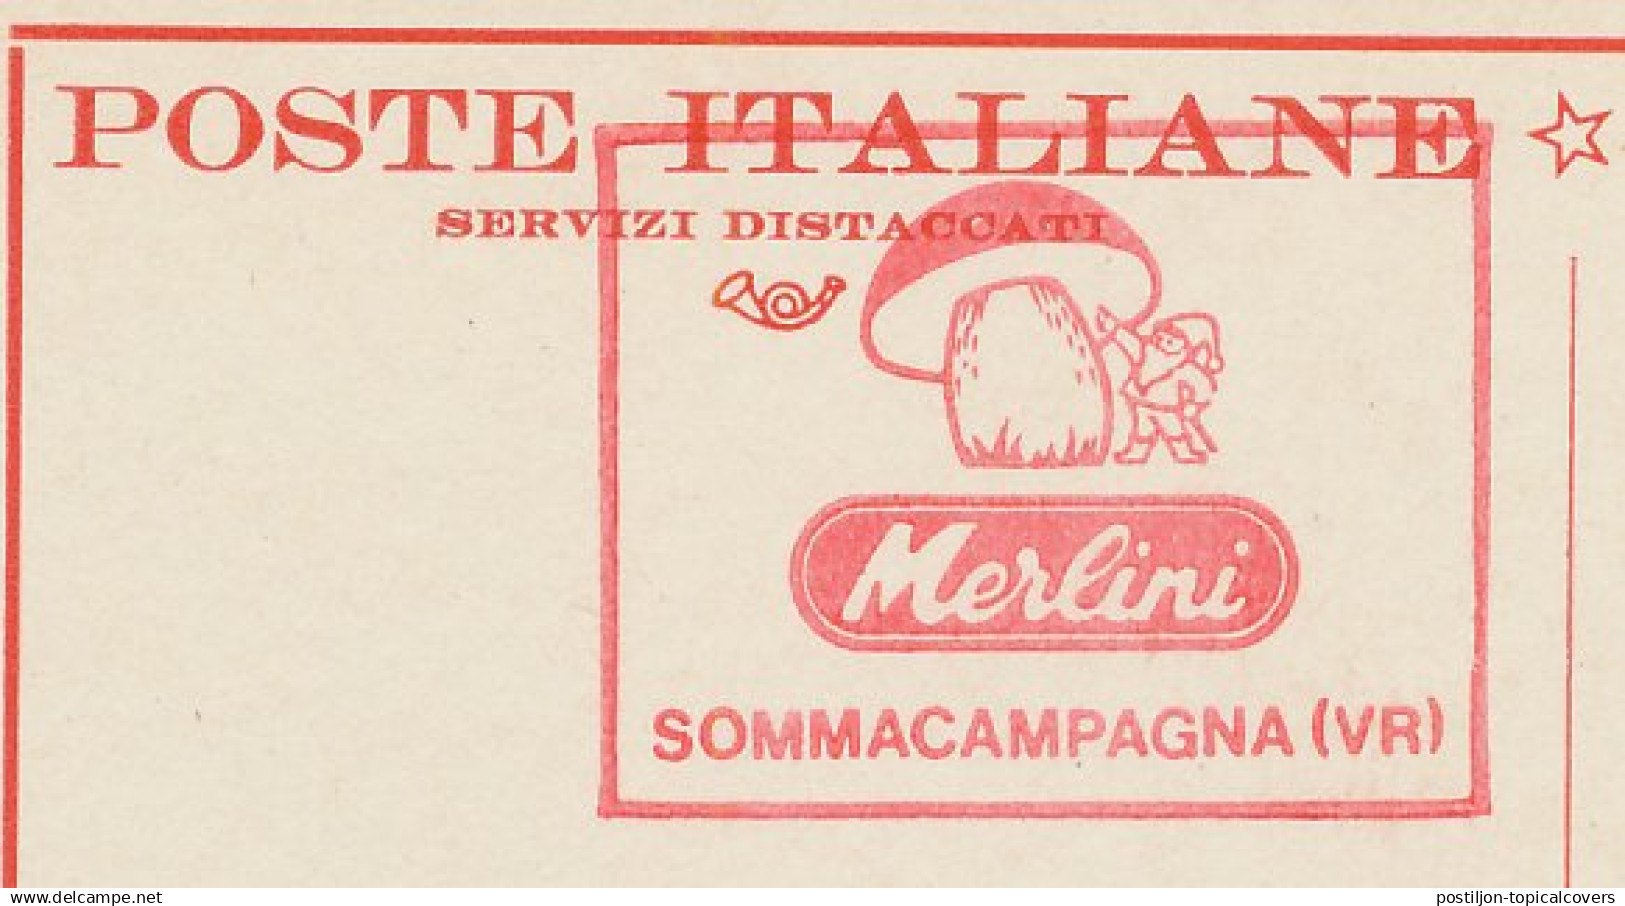 POSTE ITALIANE
SERVIZI DISTACCATI
Merlini
SOMMACAMPAGNA (VR)
www.delcampe.net
postiljon-topicalcovers